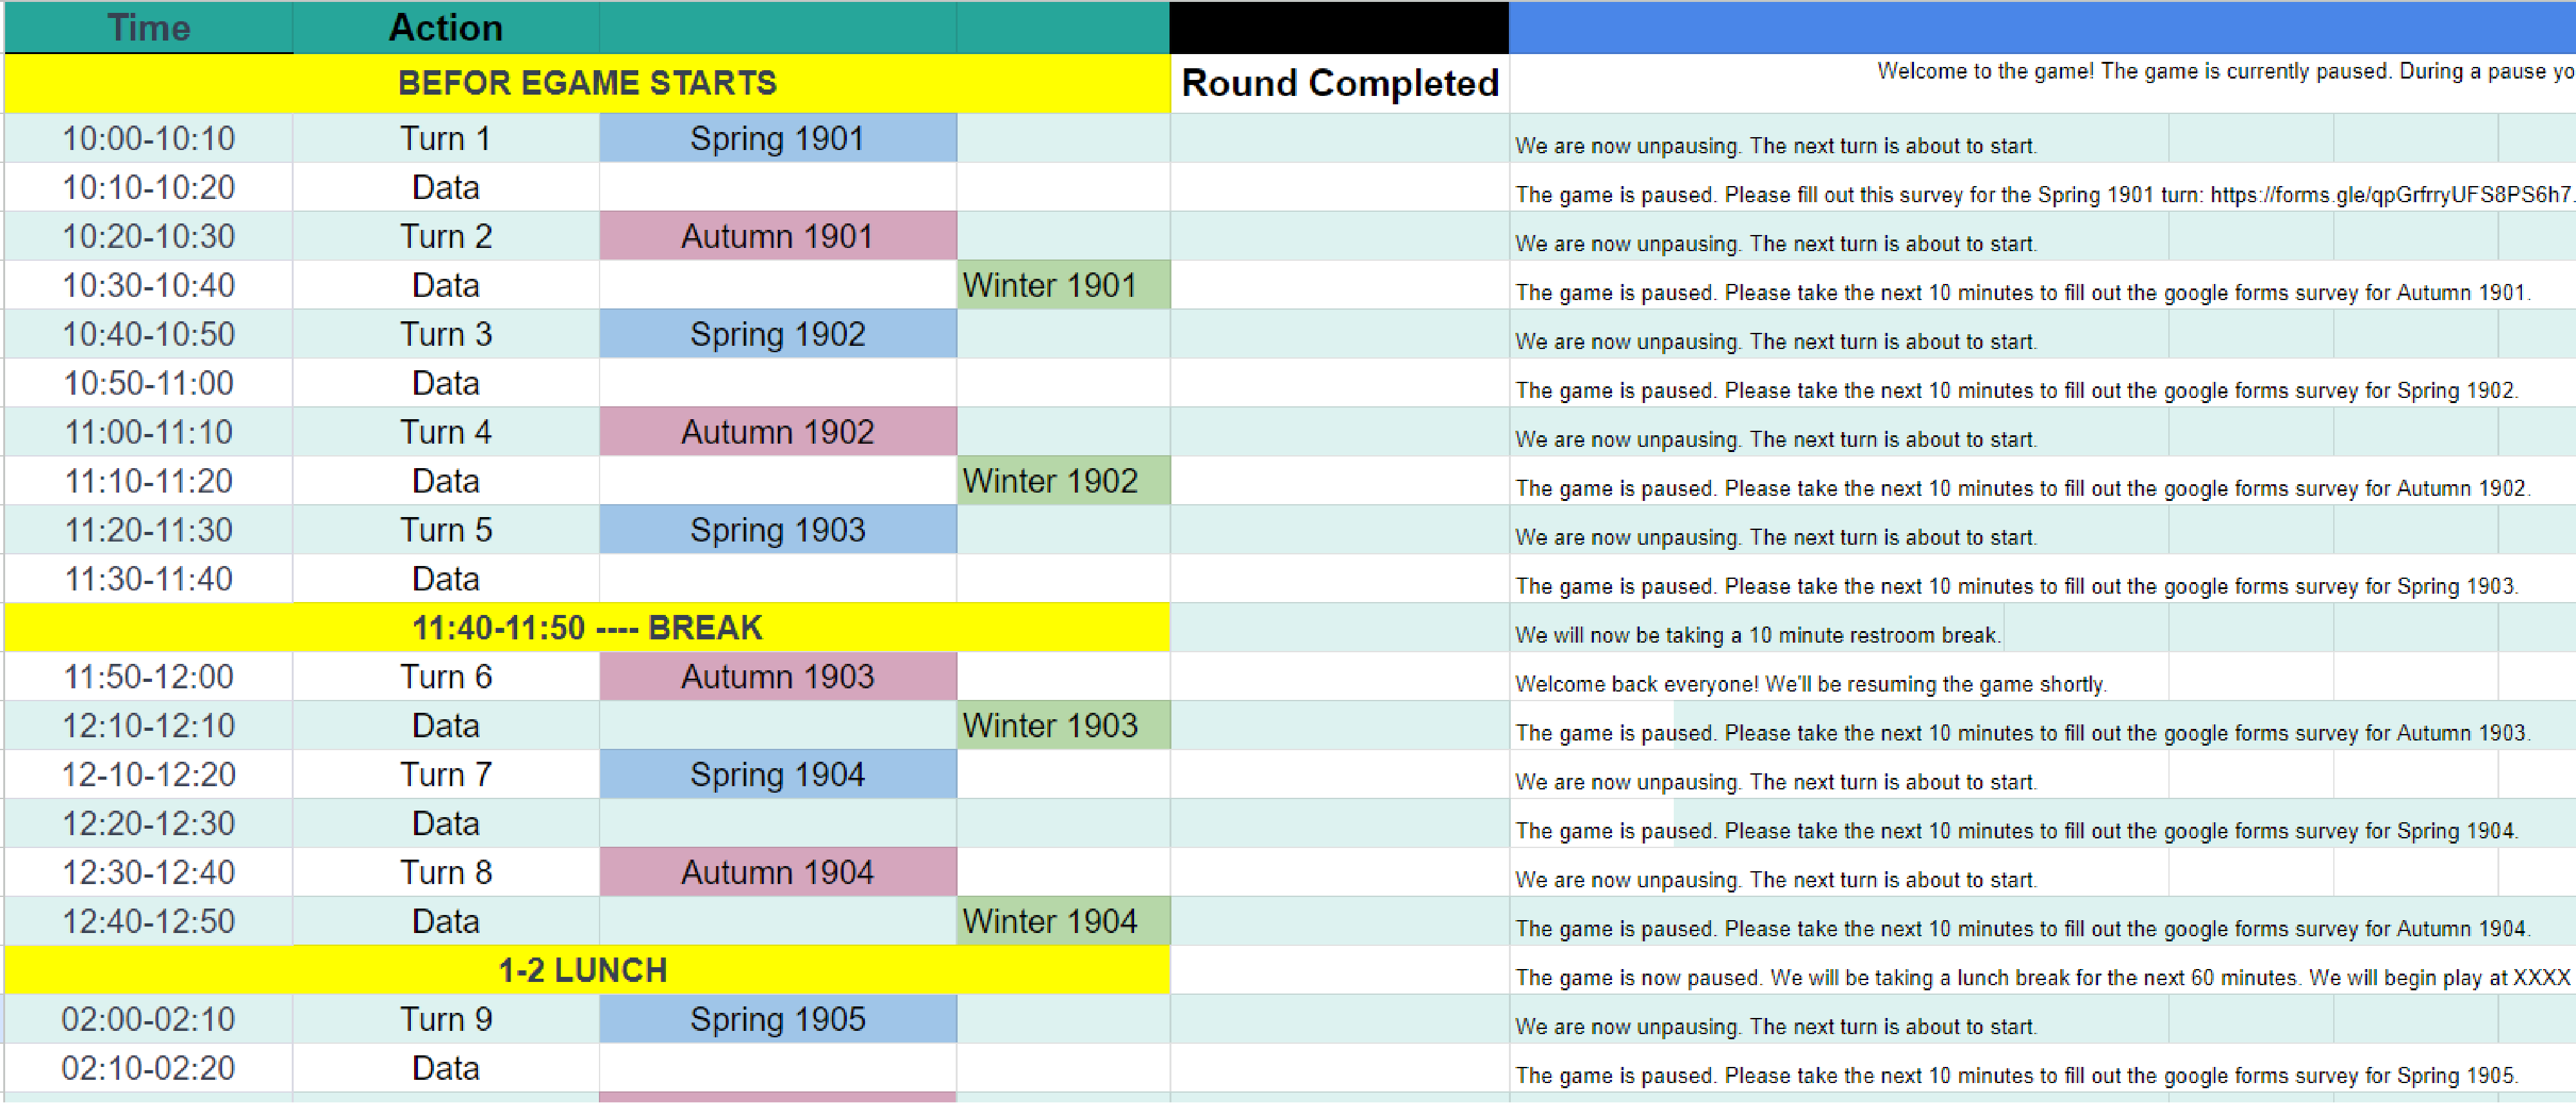 Time Action
BEFOR EGAME STARTS Round Completed Welcome to the game! The game is currently paused. During a pause yo
10:00-10:10 Turn 1 Spring 1901 We are now unpausing. The next turn is about to start.
10:10-10:20 Data The game is paused. Please fill out this survey for the Spring 1901 turn: https://forms.gle/qpGrfrryUFS8PS6h7.
10:20-10:30 Turn 2 Autumn 1901 We are now unpausing. The next turn is about to start.
10:30-10:40 Data Winter 1901 The game is paused. Please take the next 10 minutes to fill out the google forms survey for Autumn 1901.
10:40-10:50 Turn 3 Spring 1902 We are now unpausing. The next turn is about to start.
10:50-11:00 Data The game is paused. Please take the next 10 minutes to fill out the google forms survey for Spring 1902.
11:00-11:10 Turn 4 Autumn 1902 We are now unpausing. The next turn is about to start.
11:10-11:20 Data Winter 1902 The game is paused. Please take the next 10 minutes to fill out the google forms survey for Autumn 1902.
11:20-11:30 Turn 5 Spring 1903 We are now unpausing. The next turn is about to start.
11:30-11:40 Data The game is paused. Please take the next 10 minutes to fill out the google forms survey for Spring 1903.
11:40-11:50 ---- BREAK We will now be taking a 10 minute restroom break.
11:50-12:00 Turn 6 Autumn 1903 Welcome back everyone! We'll be resuming the game shortly.
12:10-12:10 Data Winter 1903 The game is paused. Please take the next 10 minutes to fill out the google forms survey for Autumn 1903.
12-10-12:20 Turn 7 Spring 1904 We are now unpausing. The next turn is about to start.
12:20-12:30 Data The game is paused. Please take the next 10 minutes to fill out the google forms survey for Spring 1904.
12:30-12:40 Turn 8 Autumn 1904 We are now unpausing. The next turn is about to start.
12:40-12:50 Data Winter 1904 The game is paused. Please take the next 10 minutes to fill out the google forms survey for Autumn 1904.
1-2 LUNCH The game is now paused. We will be taking a lunch break for the next 60 minutes. We will begin play at XXXX
02:00-02:10 Turn 9 Spring 1905 We are now unpausing. The next turn is about to start.
02:10-02:20 Data The game is paused. Please take the next 10 minutes to fill out the google forms survey for Spring 1905.